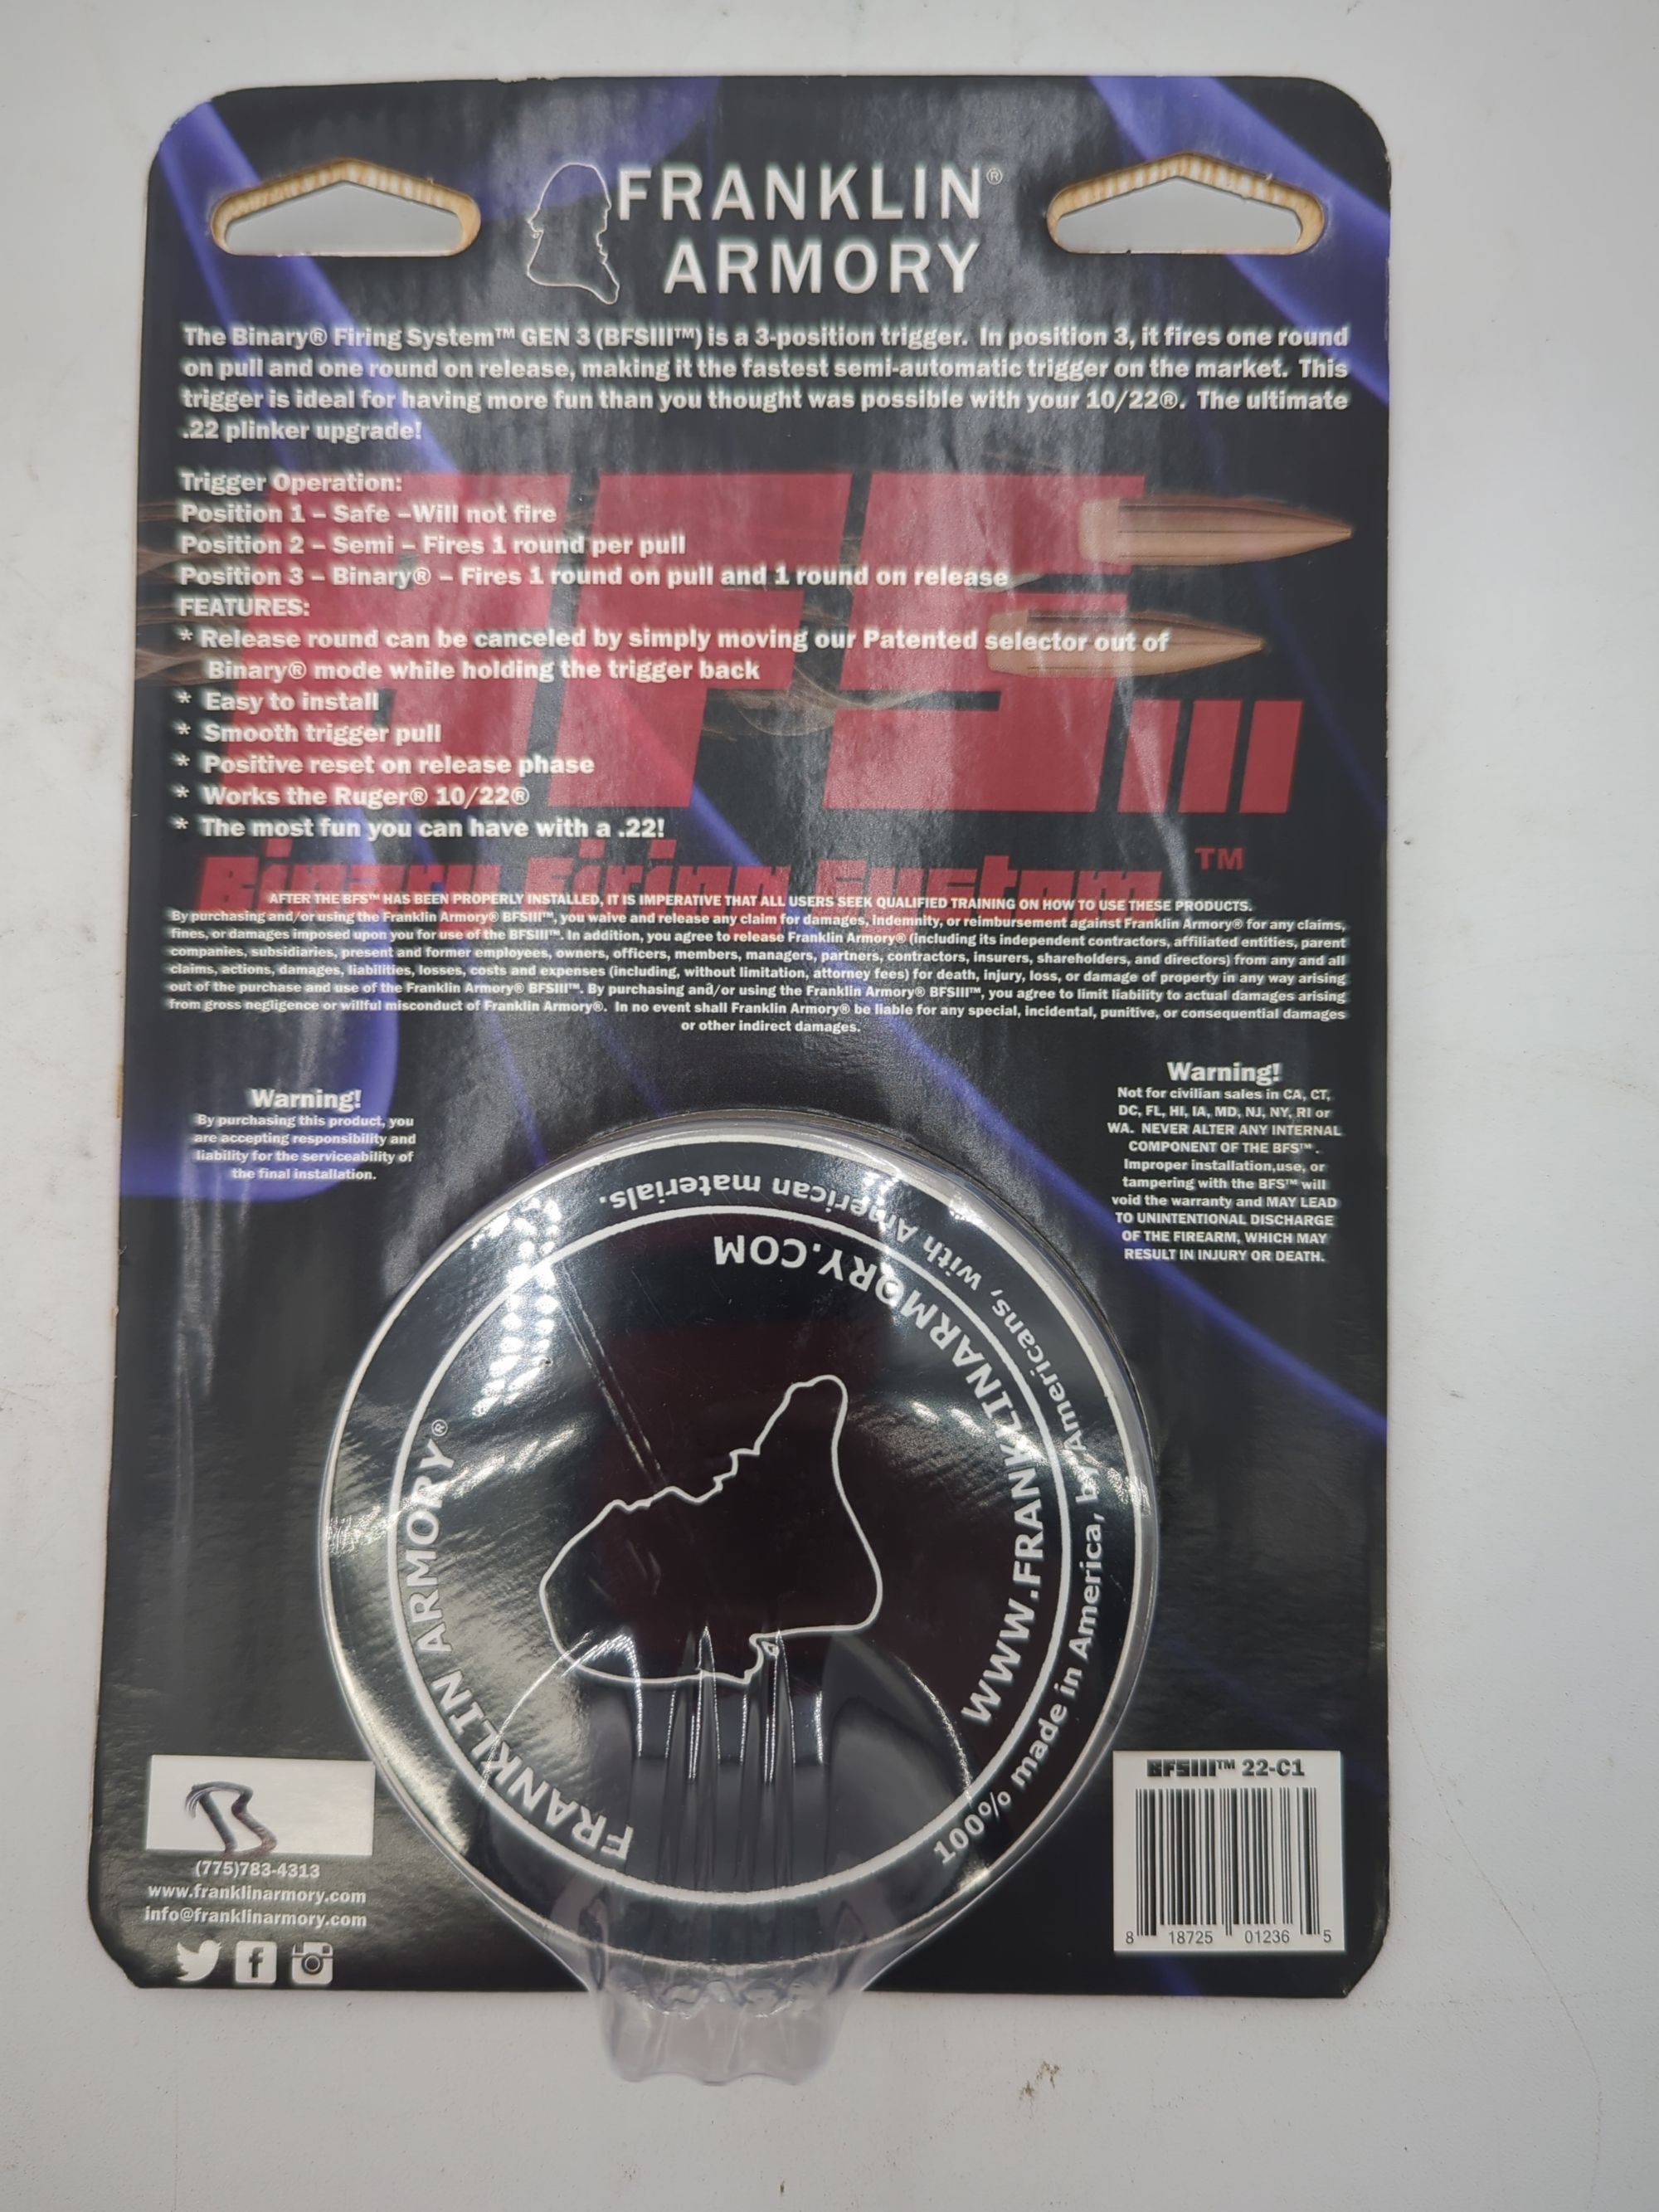 FRANKLIN®
ARMORY
The Binary® Firing System™ GEN 3 (BFSIII™) is a 3-position trigger. In position 3, it fires one round
on pull and one round on release, making it the fastest semi-automatic trigger on the market. This
trigger is ideal for having more fun than you thought was possible with your 10/22®. The ultimate
.22 plinker upgrade!
Trigger Operation:
Position 1 – Safe –Will not fire
Position 2 – Semi – Fires 1 round per pull
Position 3 – Binary® – Fires 1 round on pull and 1 round on release
FEATURES:
* Release round can be canceled by simply moving our Patented selector out of
Binary® mode while holding the trigger back
* Easy to install
* Smooth trigger pull
* Positive reset on release phase
* Works the Ruger® 10/22®
* The most fun you can have with a .22!
BFSIII
Binary Firing System™
AFTER THE BFS™ HAS BEEN PROPERLY INSTALLED, IT IS IMPERATIVE THAT ALL USERS SEEK QUALIFIED TRAINING ON HOW TO USE THESE PRODUCTS.
By purchasing and/or using the Franklin Armory® BFSIII™, you waive and release any claim for damages, indemnity, or reimbursement against Franklin Armory® for any claims,
fines, or damages imposed upon you for use of the BFSIII™. In addition, you agree to release Franklin Armory® (including its independent contractors, affiliated entities, parent
companies, subsidiaries, present and former employees, owners, officers, members, managers, partners, contractors, insurers, shareholders, and directors) from any and all
claims, actions, damages, liabilities, losses, costs and expenses (including, without limitation, attorney fees) for death, injury, loss, or damage of property in any way arising
out of the purchase and use of the Franklin Armory® BFSIII™. By purchasing and/or using the Franklin Armory® BFSIII™, you agree to limit liability to actual damages arising
from gross negligence or willful misconduct of Franklin Armory®. In no event shall Franklin Armory® be liable for any special, incidental, punitive, or consequential damages
or other indirect damages.
Warning!
By purchasing this product, you
are accepting responsibility and
liability for the serviceability of
the final installation.
Warning!
Not for civilian sales in CA, CT,
DC, FL, HI, IA, MD, NJ, NY, RI or
WA. NEVER ALTER ANY INTERNAL
COMPONENT OF THE BFS™.
Improper installation,use, or
tampering with the BFS™ will
void the warranty and MAY LEAD
TO UNINTENTIONAL DISCHARGE
OF THE FIREARM, WHICH MAY
RESULT IN INJURY OR DEATH.
FRANKLIN ARMORY®
WWW.FRANKLINARMORY.COM
100% made in America, by Americans, with American materials.
(775)783-4313
www.franklinarmory.com
info@franklinarmory.com
BFSIII™ 22-C1
8 18725 01236 5